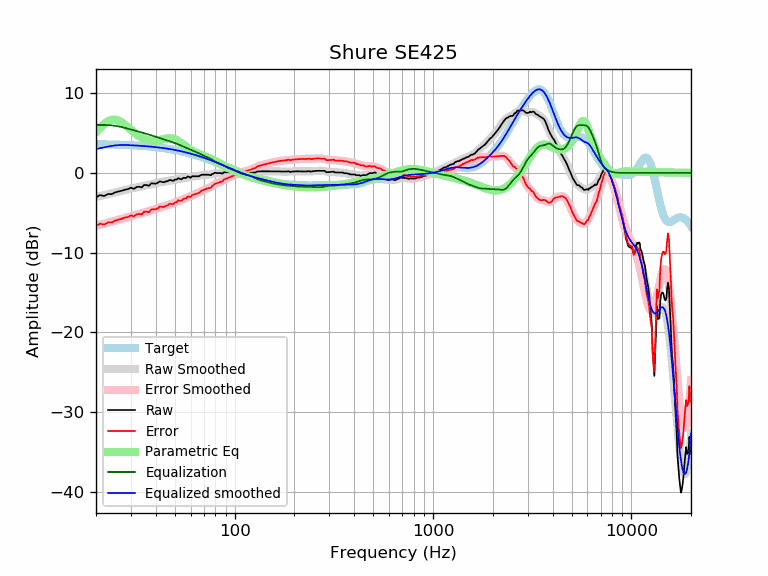 Shure SE425
Amplitude (dBr)
10
0
−10
−20
−30
−40
Target
Raw Smoothed
Error Smoothed
Raw
Error
Parametric Eq
Equalization
Equalized smoothed
100
1000
10000
Frequency (Hz)